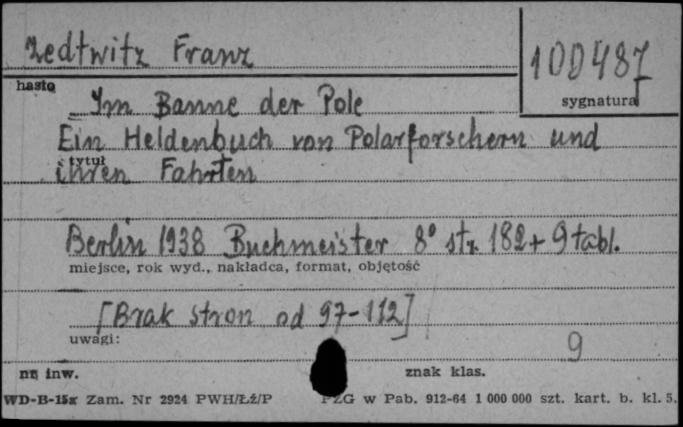 Zedtwitz Franz
100487
hasło
sygnatura
Im Banne der Pole
Ein Heldenbuch von Polarforschern und
tytuł
ihren Fahrten
Berlin 1938 Buchmeister 8° str. 182 + 9 tabl.
miejsce, rok wyd., nakładca, format, objętość
[Brak stron od 97-112]
uwagi:
9
nr inw.
znak klas.
WD-B-15x Zam. Nr 2924 PWH/Łż/P PZG w Pab. 912-64 1 000 000 szt. kart. b. kl. 5.